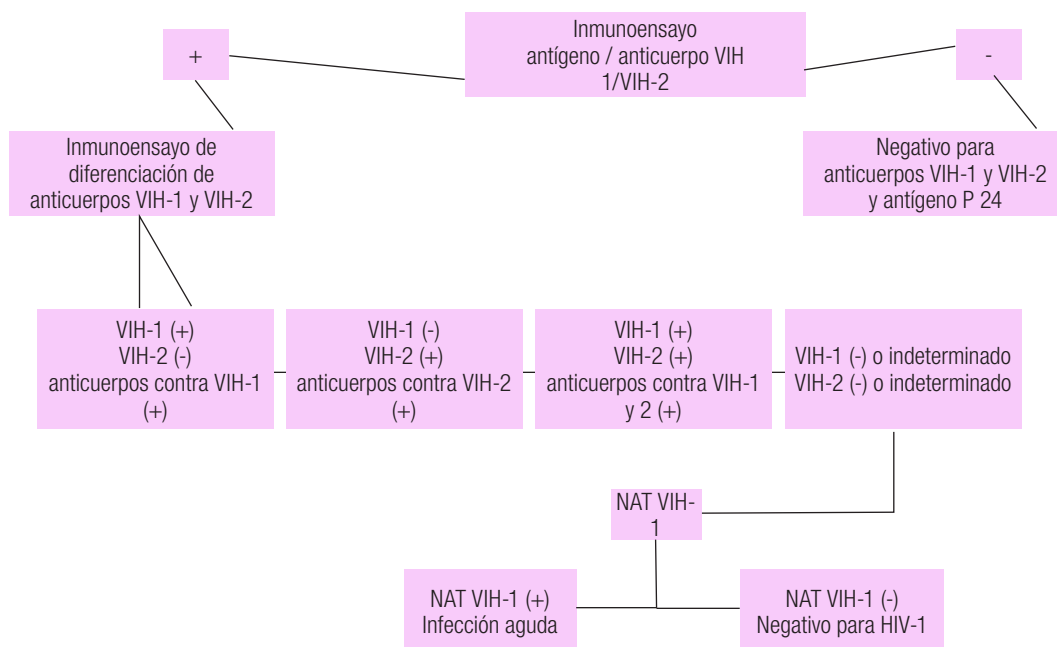 Inmunoensayo
antígeno / anticuerpo VIH
1/VIH-2
+
-
Inmunoensayo de
diferenciación de
anticuerpos VIH-1 y VIH-2
Negativo para
anticuerpos VIH-1 y VIH-2
y antígeno P 24
VIH-1 (+)
VIH-2 (-)
anticuerpos contra VIH-1
(+)
VIH-1 (-)
VIH-2 (+)
anticuerpos contra VIH-2
(+)
VIH-1 (+)
VIH-2 (+)
anticuerpos contra VIH-1
y 2 (+)
VIH-1 (-) o indeterminado
VIH-2 (-) o indeterminado
NAT VIH-
1
NAT VIH-1 (+)
Infección aguda
NAT VIH-1 (-)
Negativo para HIV-1